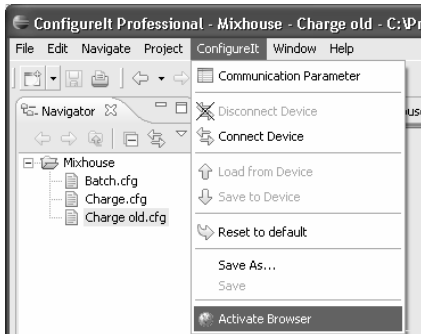 ConfigureIt Professional - Mixhouse - Charge old - C:\Pr
File Edit Navigate Project ConfigureIt Window Help
Communication Parameter
Navigator
Disconnect Device
Connect Device
Mixhouse
Load from Device
Batch.cfg
Save to Device
Charge.cfg
Charge old.cfg
Reset to default
Save As...
Save
Activate Browser